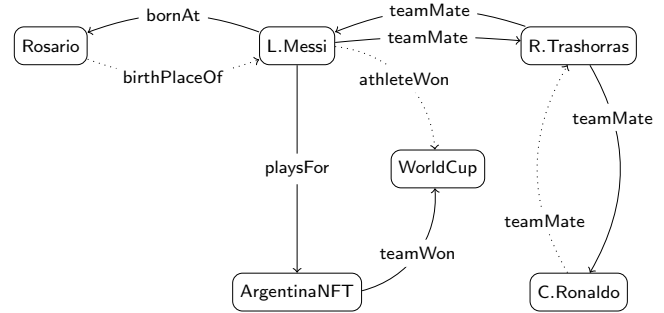 teamMate
bornAt
Rosario
L.Messi
teamMate
R.Trashorras
birthPlaceOf
athleteWon
teamMate
playsFor
WorldCup
teamMate
teamWon
ArgentinaNFT
C.Ronaldo